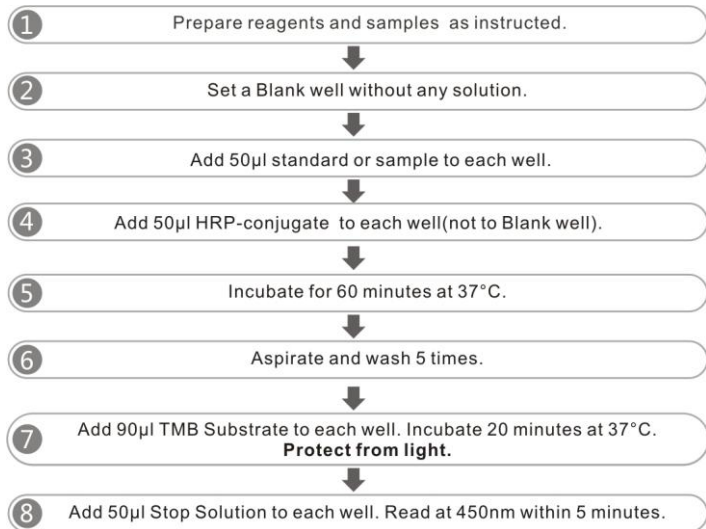 1 Prepare reagents and samples as instructed.
2 Set a Blank well without any solution.
3 Add 50µl standard or sample to each well.
4 Add 50µl HRP-conjugate to each well(not to Blank well).
5 Incubate for 60 minutes at 37°C.
6 Aspirate and wash 5 times.
7 Add 90µl TMB Substrate to each well. Incubate 20 minutes at 37°C.
Protect from light.
8 Add 50µl Stop Solution to each well. Read at 450nm within 5 minutes.